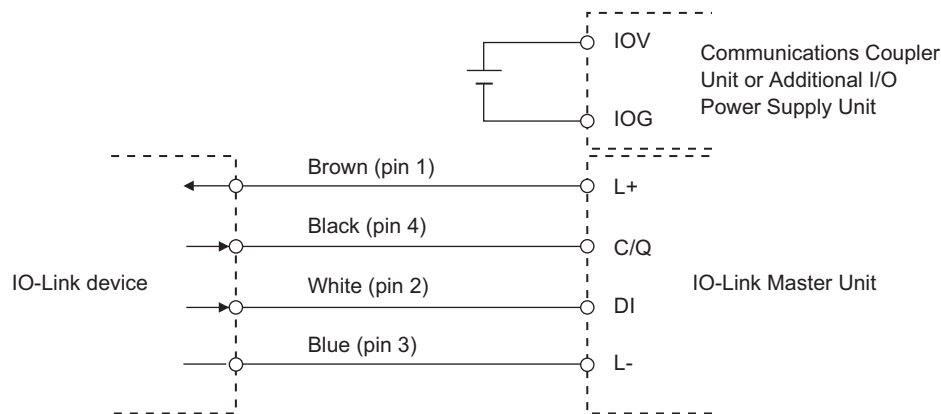 IOV
Communications Coupler
Unit or Additional I/O
Power Supply Unit
IOG
Brown (pin 1)
L+
Black (pin 4)
C/Q
IO-Link device
White (pin 2)
IO-Link Master Unit
DI
Blue (pin 3)
L-